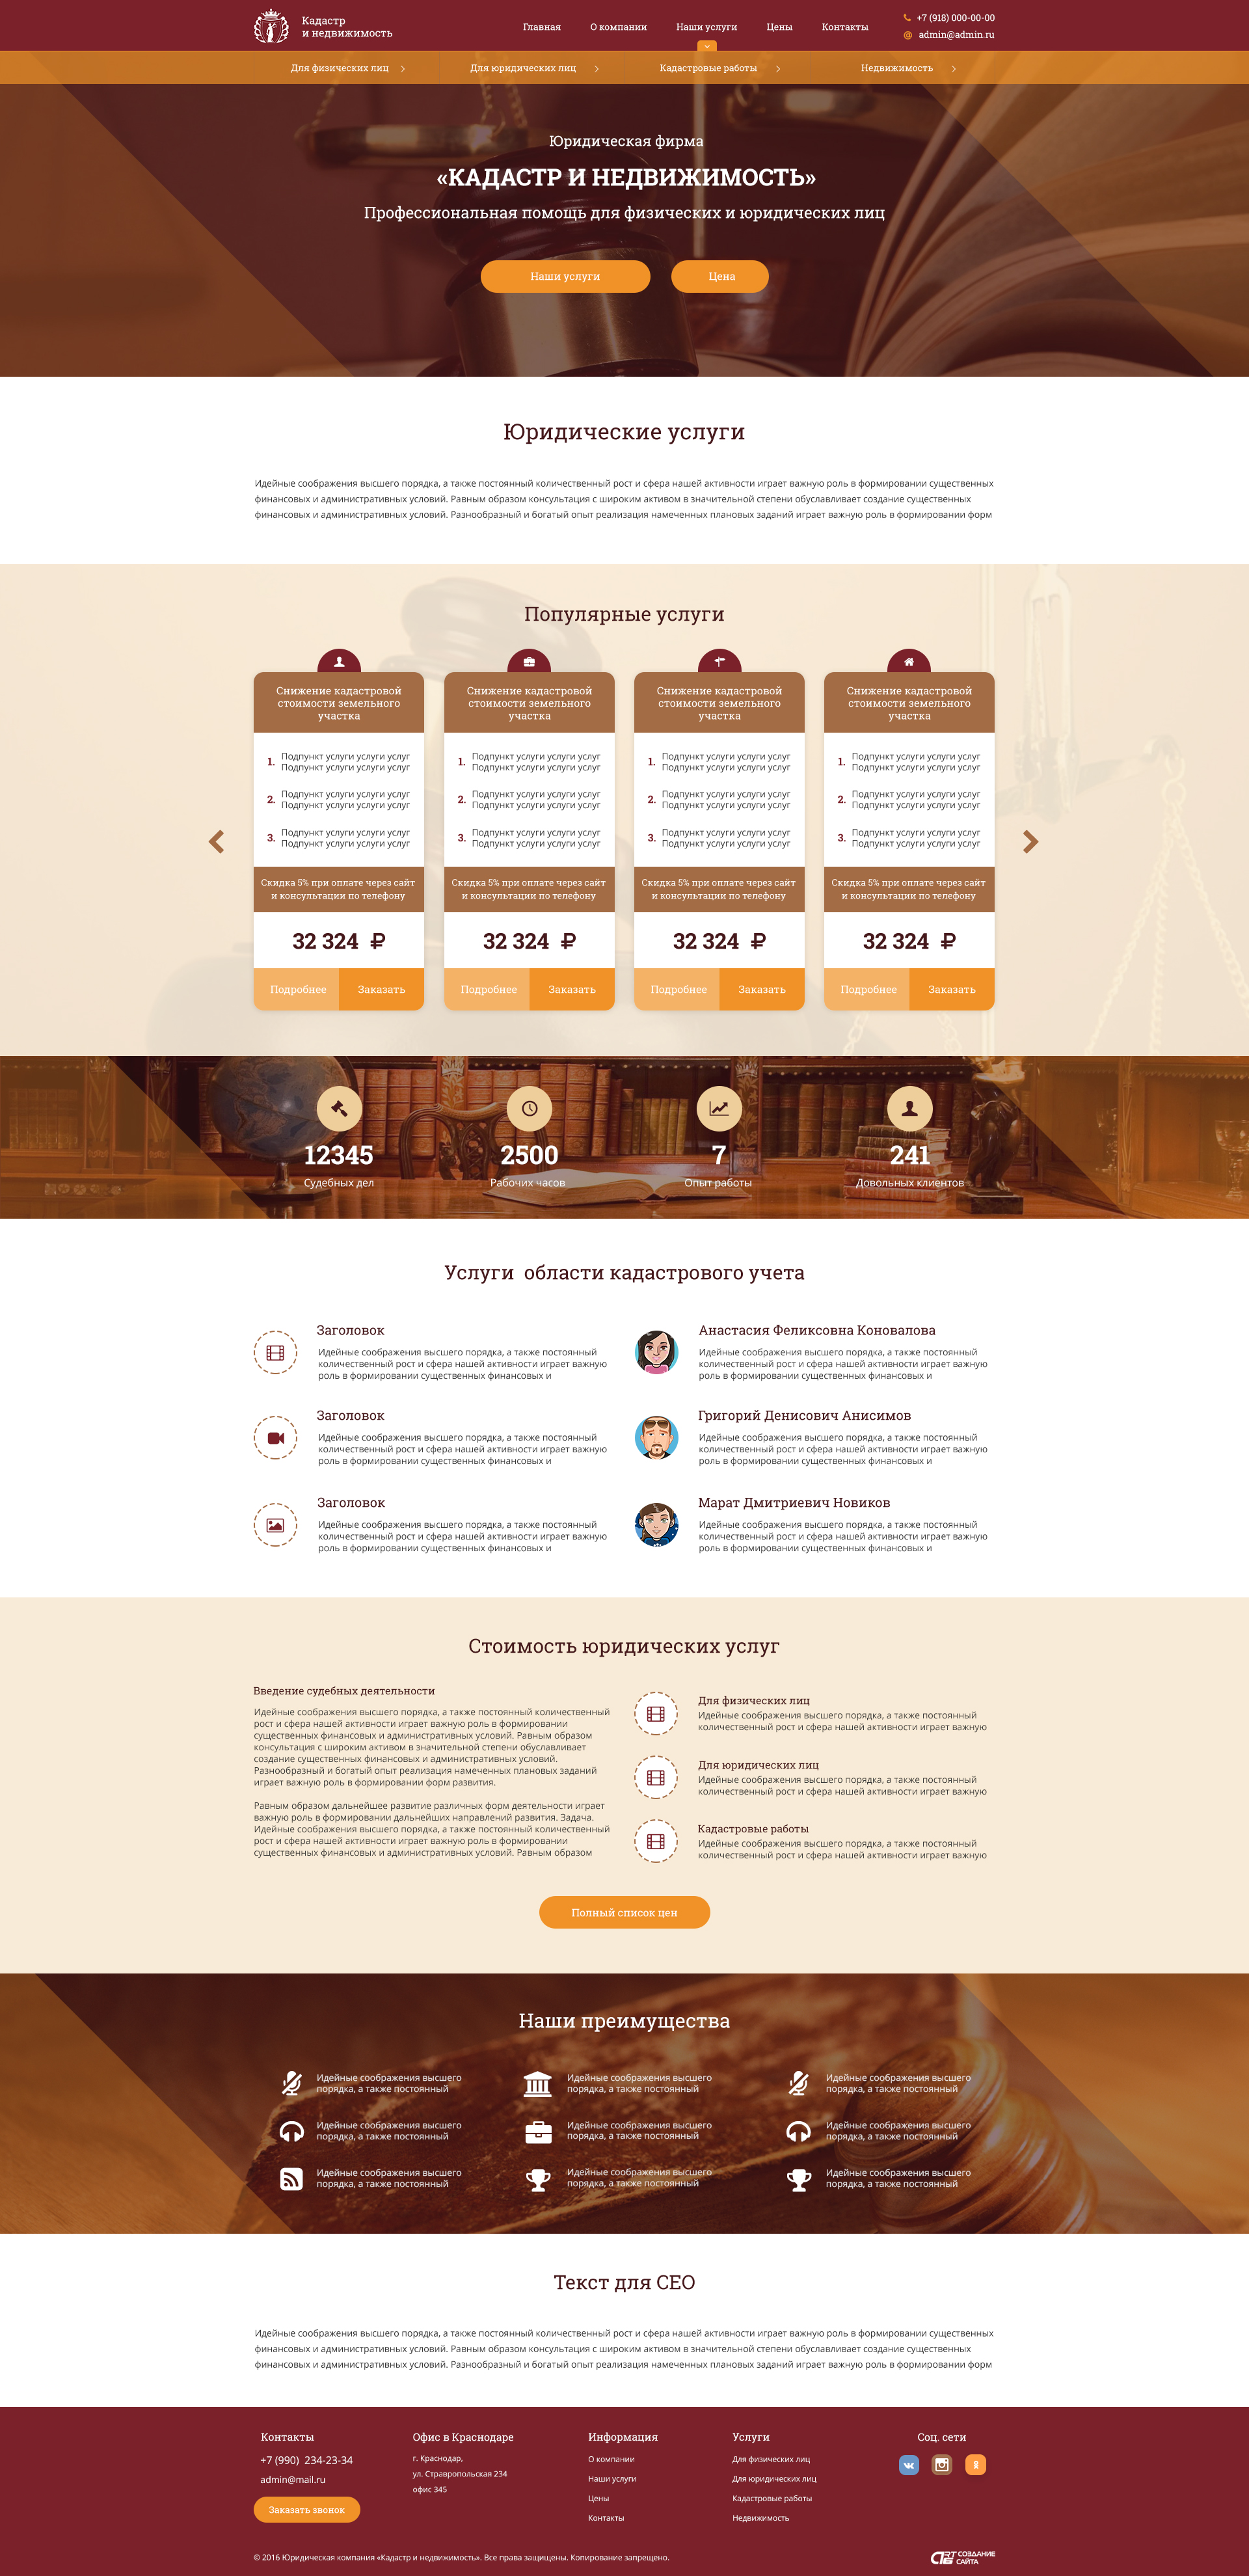 Кадастр
и недвижимость
Главная
О компании
Наши услуги
Цены
Контакты
+7 (918) 000-00-00
@ admin@admin.ru
Для физических лиц
Для юридических лиц
Кадастровые работы
Недвижимость
Юридическая фирма
«КАДАСТР И НЕДВИЖИМОСТЬ»
Профессиональная помощь для физических и юридических лиц
Наши услуги
Цена
Юридические услуги
Идейные соображения высшего порядка, а также постоянный количественный рост и сфера нашей активности играет важную роль в формировании существенных
финансовых и административных условий. Равным образом консультация с широким активом в значительной степени обуславливает создание существенных
финансовых и административных условий. Разнообразный и богатый опыт реализация намеченных плановых заданий играет важную роль в формировании форм
Популярные услуги
Снижение кадастровой
стоимости земельного
участка
1. Подпункт услуги услуги услуг
Подпункт услуги услуги услуг
2. Подпункт услуги услуги услуг
Подпункт услуги услуги услуг
3. Подпункт услуги услуги услуг
Подпункт услуги услуги услуг
Скидка 5% при оплате через сайт
и консультации по телефону
32 324 ₽
Подробнее
Заказать
Снижение кадастровой
стоимости земельного
участка
1. Подпункт услуги услуги услуг
Подпункт услуги услуги услуг
2. Подпункт услуги услуги услуг
Подпункт услуги услуги услуг
3. Подпункт услуги услуги услуг
Подпункт услуги услуги услуг
Скидка 5% при оплате через сайт
и консультации по телефону
32 324 ₽
Подробнее
Заказать
Снижение кадастровой
стоимости земельного
участка
1. Подпункт услуги услуги услуг
Подпункт услуги услуги услуг
2. Подпункт услуги услуги услуг
Подпункт услуги услуги услуг
3. Подпункт услуги услуги услуг
Подпункт услуги услуги услуг
Скидка 5% при оплате через сайт
и консультации по телефону
32 324 ₽
Подробнее
Заказать
Снижение кадастровой
стоимости земельного
участка
1. Подпункт услуги услуги услуг
Подпункт услуги услуги услуг
2. Подпункт услуги услуги услуг
Подпункт услуги услуги услуг
3. Подпункт услуги услуги услуг
Подпункт услуги услуги услуг
Скидка 5% при оплате через сайт
и консультации по телефону
32 324 ₽
Подробнее
Заказать
12345
Судебных дел
2500
Рабочих часов
7
Опыт работы
241
Довольных клиентов
Услуги области кадастрового учета
Заголовок
Идейные соображения высшего порядка, а также постоянный
количественный рост и сфера нашей активности играет важную
роль в формировании существенных финансовых и
Анастасия Феликсовна Коновалова
Идейные соображения высшего порядка, а также постоянный
количественный рост и сфера нашей активности играет важную
роль в формировании существенных финансовых и
Заголовок
Идейные соображения высшего порядка, а также постоянный
количественный рост и сфера нашей активности играет важную
роль в формировании существенных финансовых и
Григорий Денисович Анисимов
Идейные соображения высшего порядка, а также постоянный
количественный рост и сфера нашей активности играет важную
роль в формировании существенных финансовых и
Заголовок
Идейные соображения высшего порядка, а также постоянный
количественный рост и сфера нашей активности играет важную
роль в формировании существенных финансовых и
Марат Дмитриевич Новиков
Идейные соображения высшего порядка, а также постоянный
количественный рост и сфера нашей активности играет важную
роль в формировании существенных финансовых и
Стоимость юридических услуг
Введение судебных деятельности
Идейные соображения высшего порядка, а также постоянный количественный
рост и сфера нашей активности играет важную роль в формировании
существенных финансовых и административных условий. Равным образом
консультация с широким активом в значительной степени обуславливает
создание существенных финансовых и административных условий.
Разнообразный и богатый опыт реализация намеченных плановых заданий
играет важную роль в формировании форм развития.
Равным образом дальнейшее развитие различных форм деятельности играет
важную роль в формировании дальнейших направлений развития. Задача.
Идейные соображения высшего порядка, а также постоянный количественный
рост и сфера нашей активности играет важную роль в формировании
существенных финансовых и административных условий. Равным образом
Для физических лиц
Идейные соображения высшего порядка, а также постоянный
количественный рост и сфера нашей активности играет важную
Для юридических лиц
Идейные соображения высшего порядка, а также постоянный
количественный рост и сфера нашей активности играет важную
Кадастровые работы
Идейные соображения высшего порядка, а также постоянный
количественный рост и сфера нашей активности играет важную
Полный список цен
Наши преимущества
Идейные соображения высшего
порядка, а также постоянный
Идейные соображения высшего
порядка, а также постоянный
Идейные соображения высшего
порядка, а также постоянный
Идейные соображения высшего
порядка, а также постоянный
Идейные соображения высшего
порядка, а также постоянный
Идейные соображения высшего
порядка, а также постоянный
Идейные соображения высшего
порядка, а также постоянный
Идейные соображения высшего
порядка, а также постоянный
Идейные соображения высшего
порядка, а также постоянный
Текст для СЕО
Идейные соображения высшего порядка, а также постоянный количественный рост и сфера нашей активности играет важную роль в формировании существенных
финансовых и административных условий. Равным образом консультация с широким активом в значительной степени обуславливает создание существенных
финансовых и административных условий. Разнообразный и богатый опыт реализация намеченных плановых заданий играет важную роль в формировании форм
Контакты
+7 (990) 234-23-34
admin@mail.ru
Заказать звонок
Офис в Краснодаре
г. Краснодар,
ул. Стравропольская 234
офис 345
Информация
О компании
Наши услуги
Цены
Контакты
Услуги
Для физических лиц
Для юридических лиц
Кадастровые работы
Недвижимость
Соц. сети
© 2016 Юридическая компания «Кадастр и недвижимость». Все права защищены. Копирование запрещено.
СОЗДАНИЕ
САЙТА